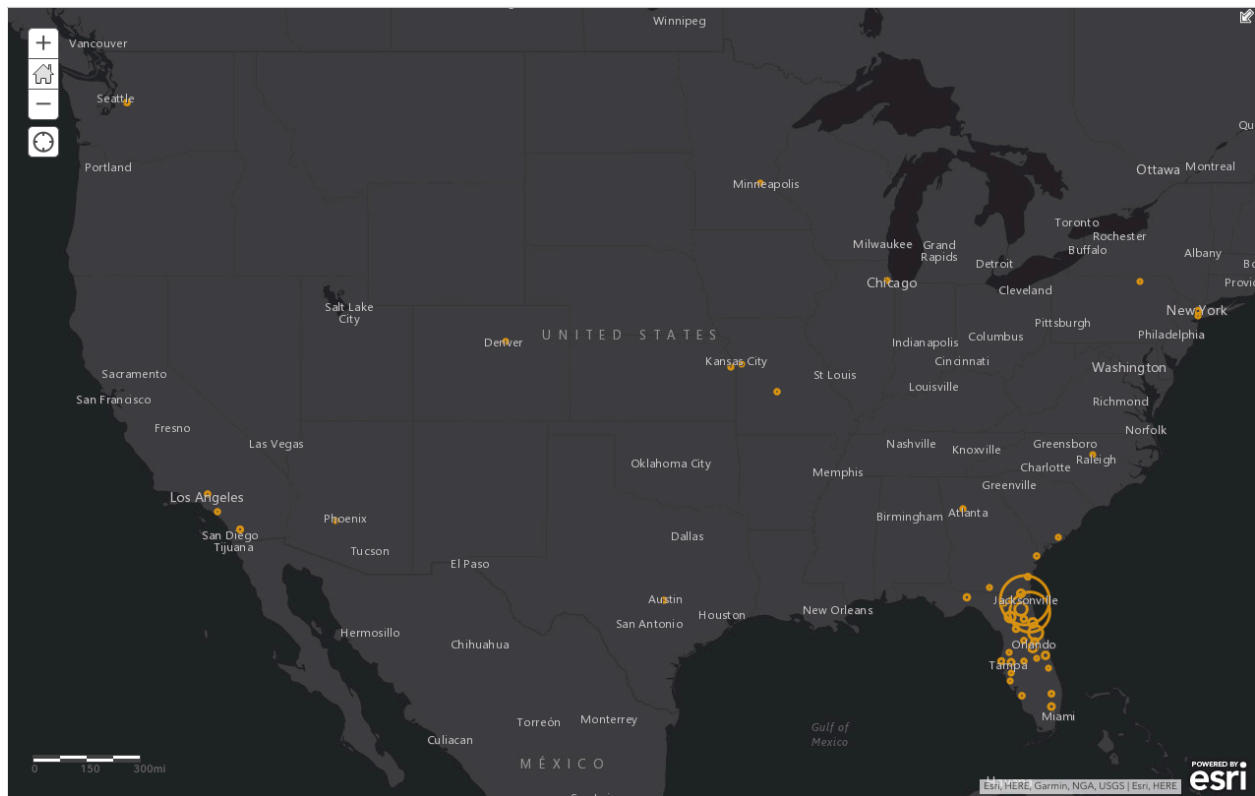 Winnipeg
Vancouver
Seattle
Qu
Portland
Ottawa
Montreal
Minneapolis
Toronto
Rochester
Milwaukee
Grand
Rapids
Buffalo
Albany
Bo
Detroit
Chicago
Cleveland
Provid
Salt Lake
City
New York
Pittsburgh
Philadelphia
UNITED STATES
Denver
Columbus
Indianapolis
Kansas City
Cincinnati
Sacramento
St Louis
Washington
Louisville
San Francisco
Richmond
Fresno
Norfolk
Las Vegas
Nashville
Knoxville
Greensboro
Oklahoma City
Raleigh
Charlotte
Memphis
Greenville
Los Angeles
Phoenix
Birmingham
Atlanta
San Diego
Tijuana
Dallas
Tucson
El Paso
Austin
Jacksonville
Houston
New Orleans
San Antonio
Hermosillo
Chihuahua
Orlando
Tampa
Torreón
Monterrey
Miami
Gulf of
Mexico
Culiacan
MÉXICO
0 150 300mi
POWERED BY
esri
Esri, HERE, Garmin, NGA, USGS | Esri, HERE